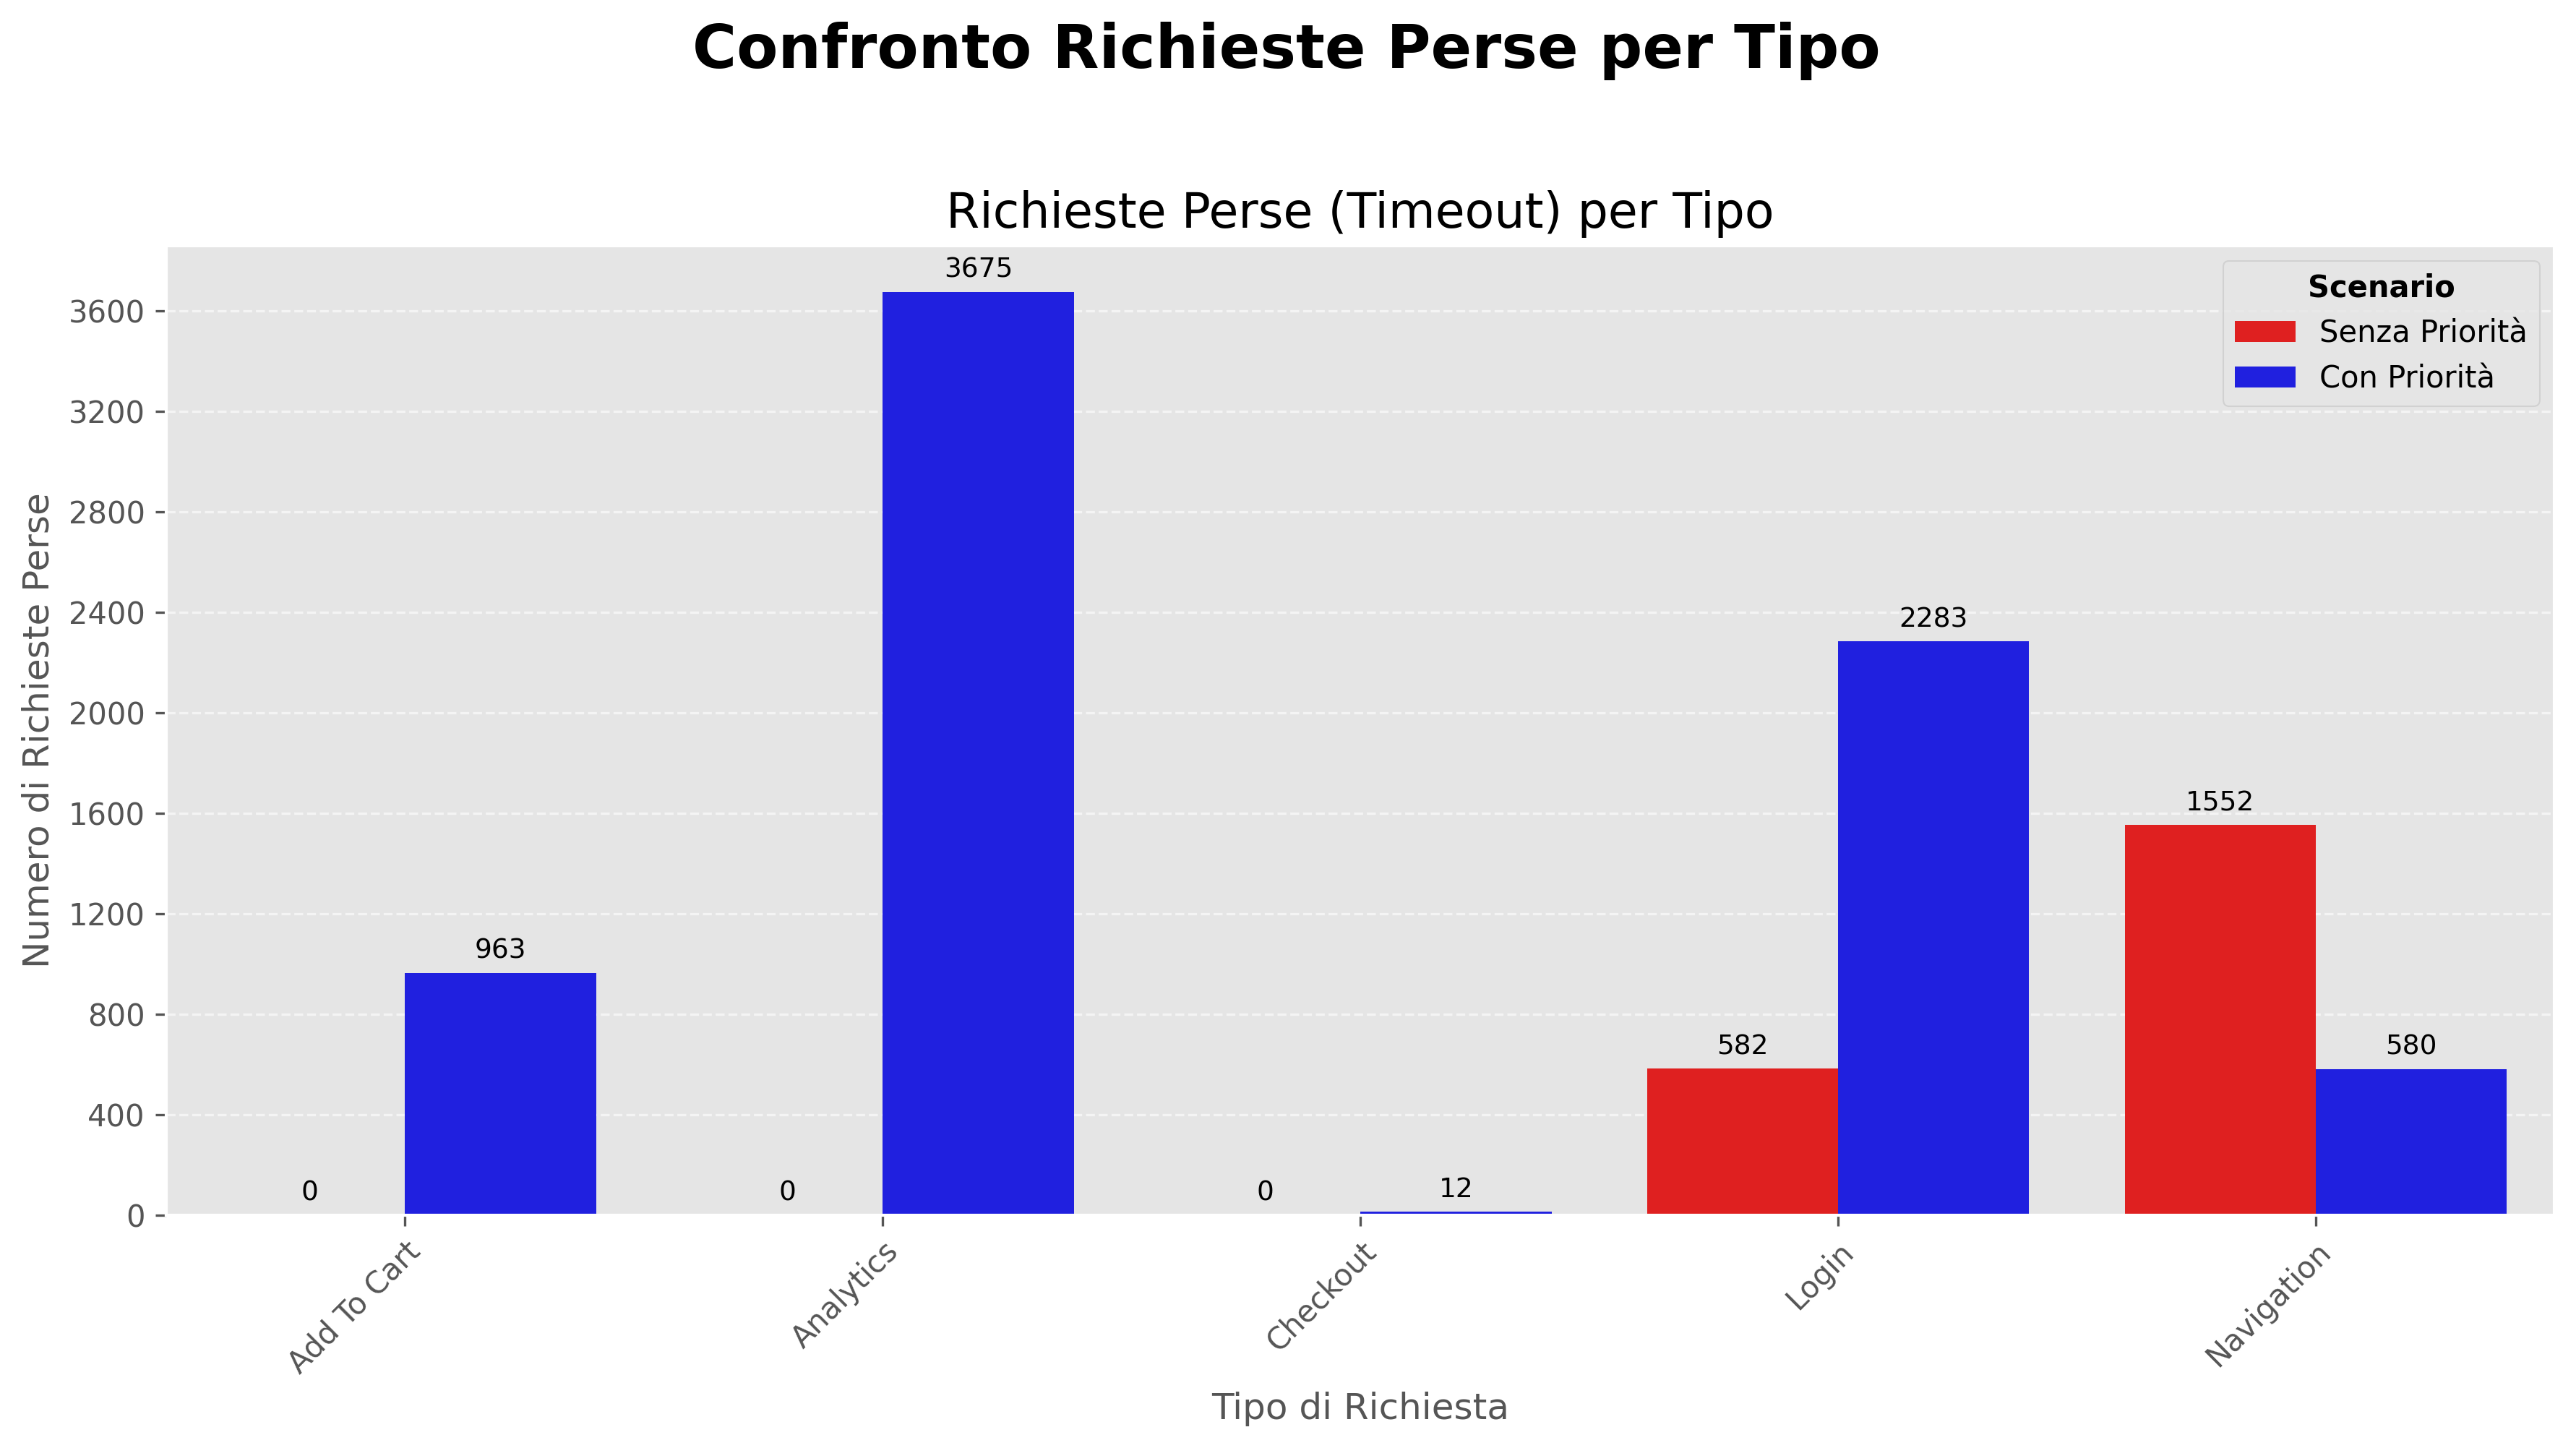 Confronto Richieste Perse per Tipo
Richieste Perse (Timeout) per Tipo
Scenario
Senza Priorità
Con Priorità
Numero di Richieste Perse
3600
3200
2800
2400
2000
1600
1200
800
400
0
0
963
0
3675
0
12
582
2283
1552
580
Add To Cart
Analytics
Checkout
Login
Navigation
Tipo di Richiesta